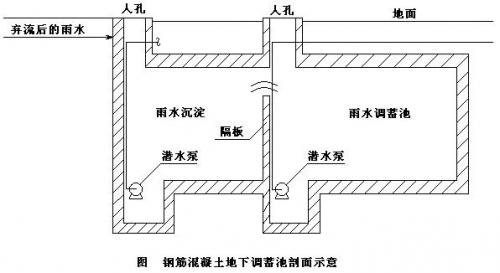 人孔
人孔
地面
弃流后的雨水
雨水沉淀
隔板
雨水调蓄池
潜水泵
潜水泵
图 钢筋混凝土地下调蓄池剖面示意